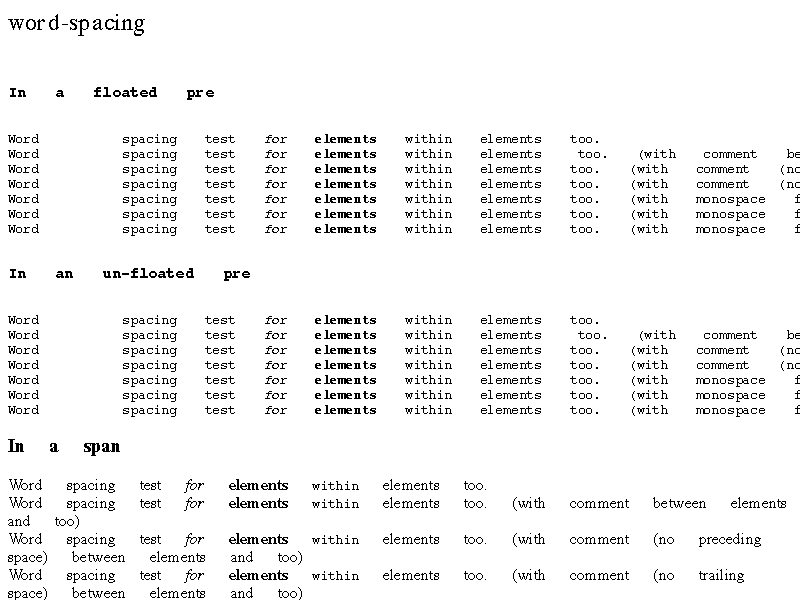 word-spacing
In a floated pre
Word spacing test for elements within elements too.
Word spacing test for elements within elements too. (with comment be
Word spacing test for elements within elements too. (with comment (no
Word spacing test for elements within elements too. (with comment (no
Word spacing test for elements within elements too. (with monospace f
Word spacing test for elements within elements too. (with monospace f
Word spacing test for elements within elements too. (with monospace f
In an un-floated pre
Word spacing test for elements within elements too.
Word spacing test for elements within elements too. (with comment be
Word spacing test for elements within elements too. (with comment (no
Word spacing test for elements within elements too. (with comment (no
Word spacing test for elements within elements too. (with monospace f
Word spacing test for elements within elements too. (with monospace f
Word spacing test for elements within elements too. (with monospace f
In a span
Word spacing test for elements within elements too.
Word spacing test for elements within elements too. (with comment between elements
and too)
Word spacing test for elements within elements too. (with comment (no preceding
space) between elements and too)
Word spacing test for elements within elements too. (with comment (no trailing
space) between elements and too)